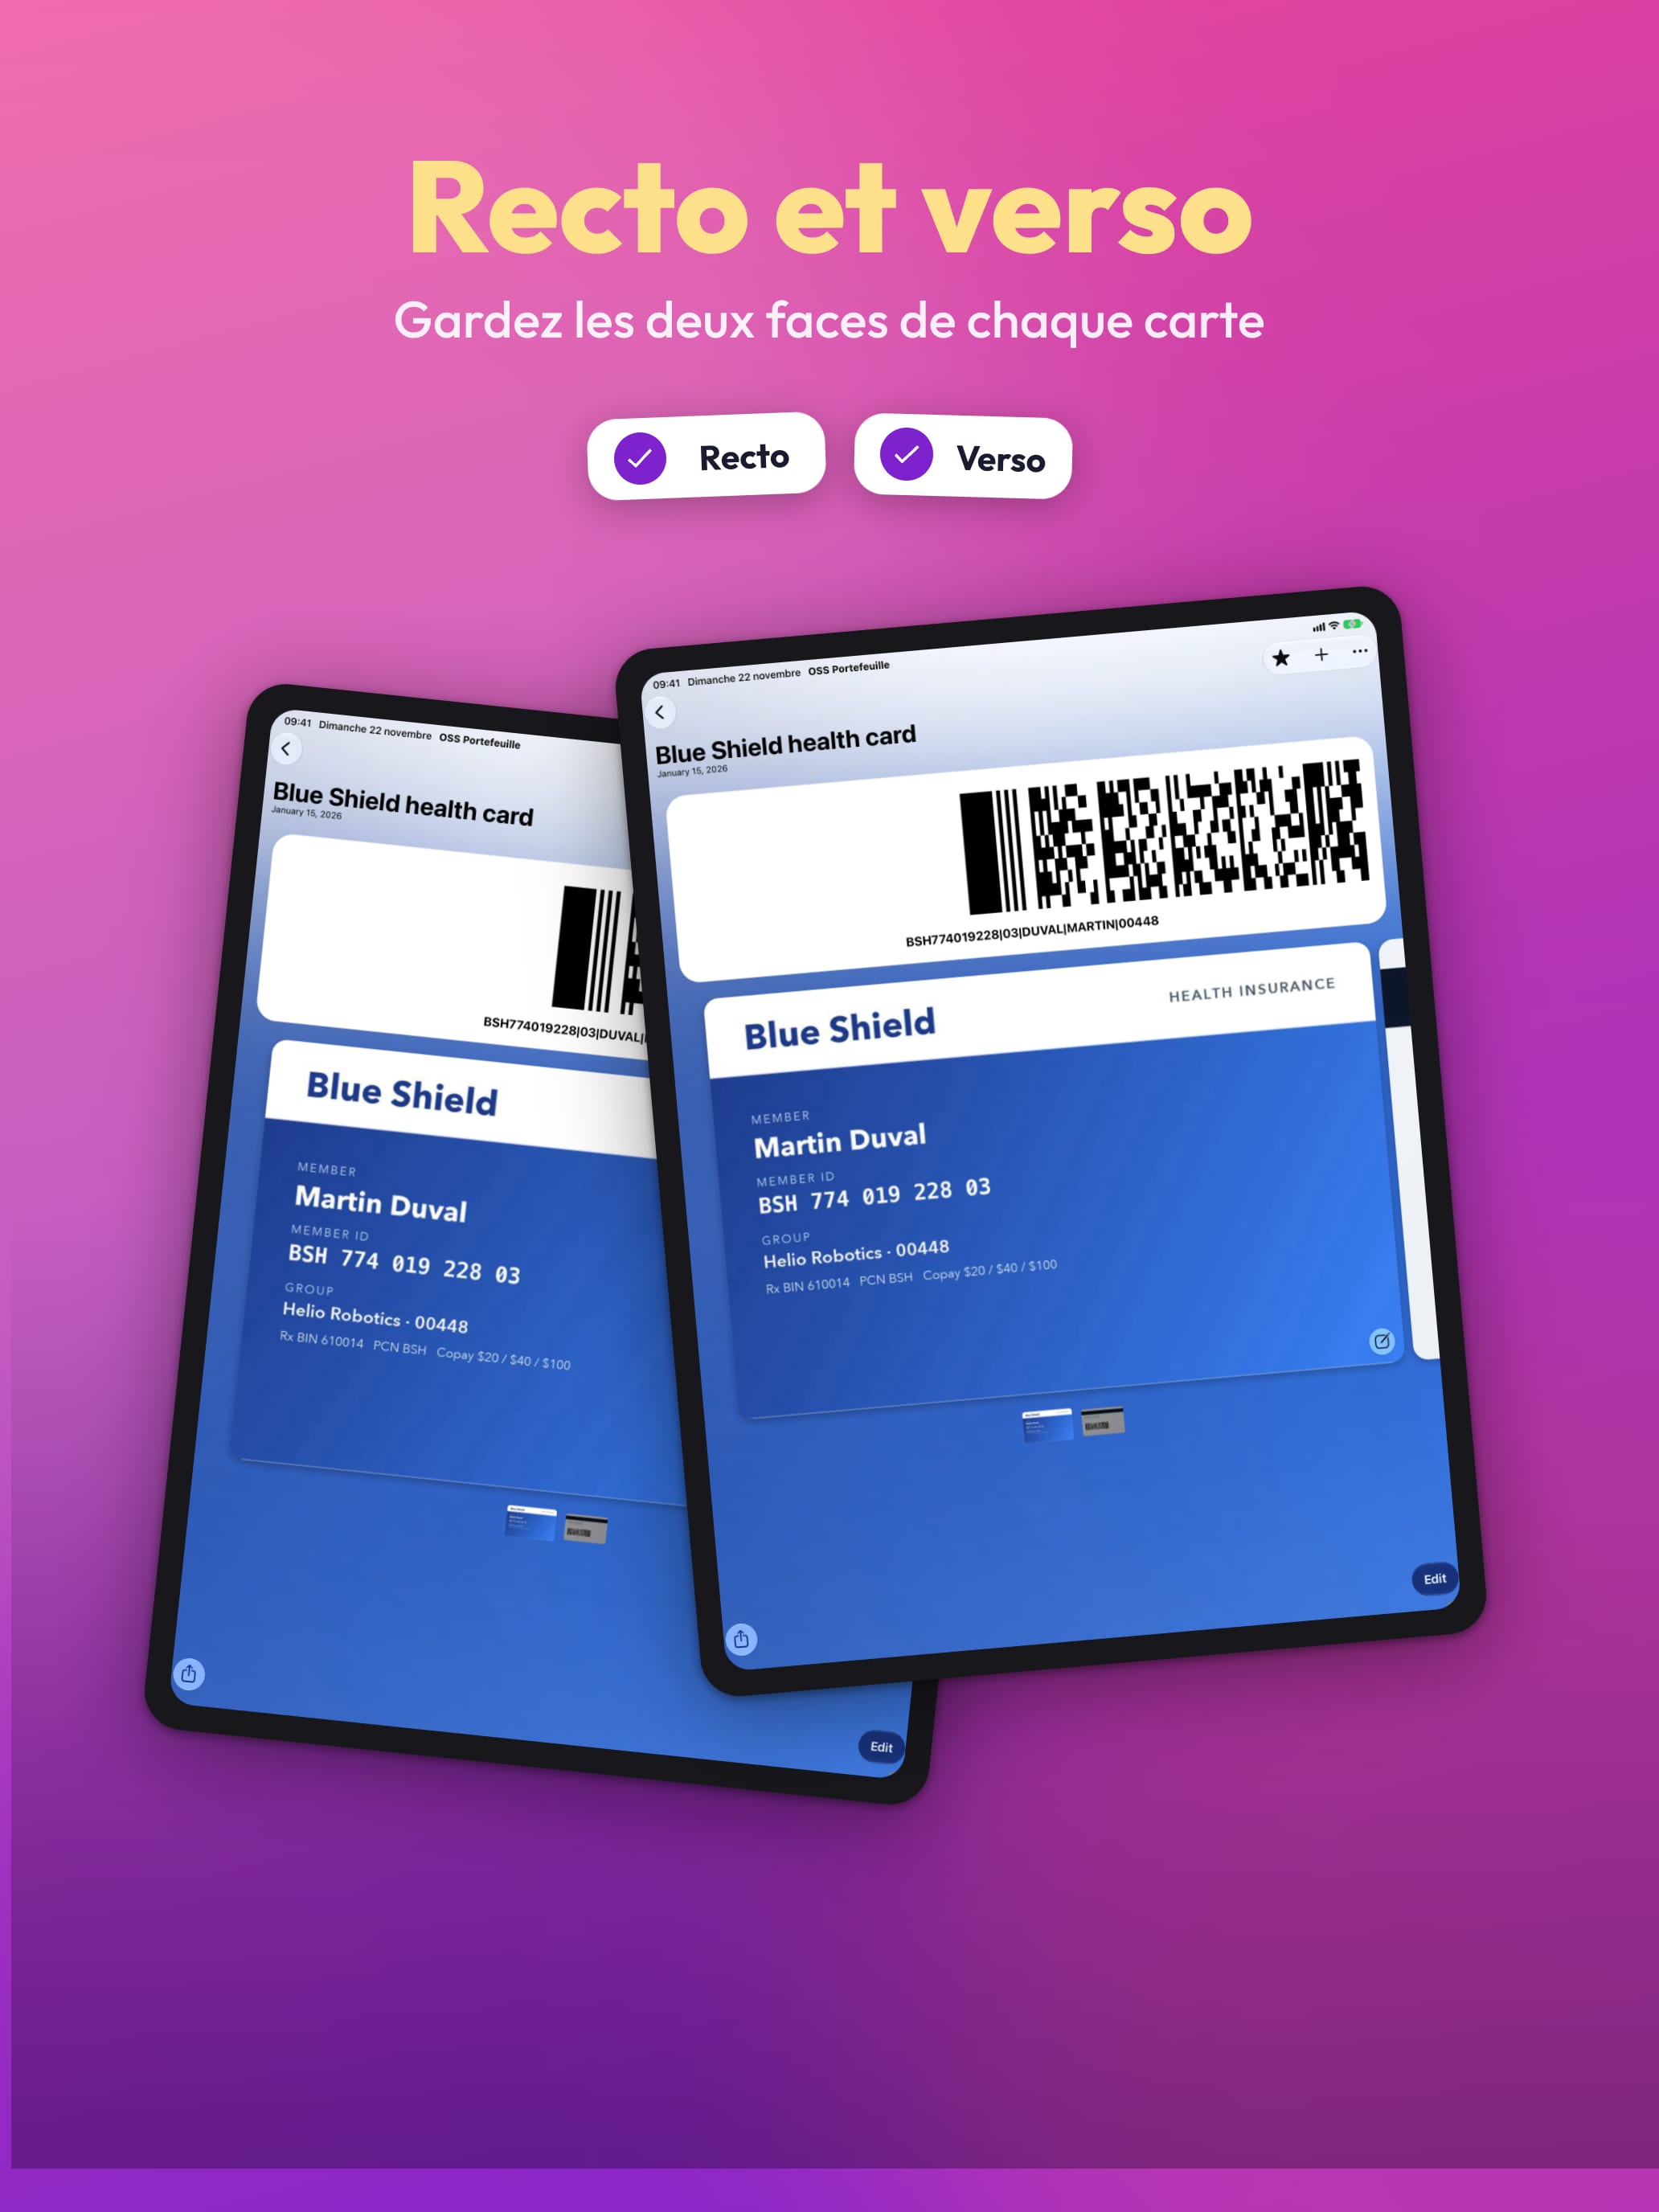 Recto et verso
Gardez les deux faces de chaque carte
Recto
Verso
09:41 Dimanche 22 novembre OSS Portefeuille
Blue Shield health card
January 15, 2026
BSH774019228|03|DUVAL|
Blue Shield
MEMBER
Martin Duval
MEMBER ID
BSH 774 019 228 03
GROUP
Helio Robotics · 00448
Rx BIN 610014 PCN BSH Copay $20 / $40 / $100
Edit
09:41 Dimanche 22 novembre OSS Portefeuille
Blue Shield health card
January 15, 2026
BSH774019228|03|DUVAL|MARTIN|00448
Blue Shield
HEALTH INSURANCE
MEMBER
Martin Duval
MEMBER ID
BSH 774 019 228 03
GROUP
Helio Robotics · 00448
Rx BIN 610014 PCN BSH Copay $20 / $40 / $100
Edit